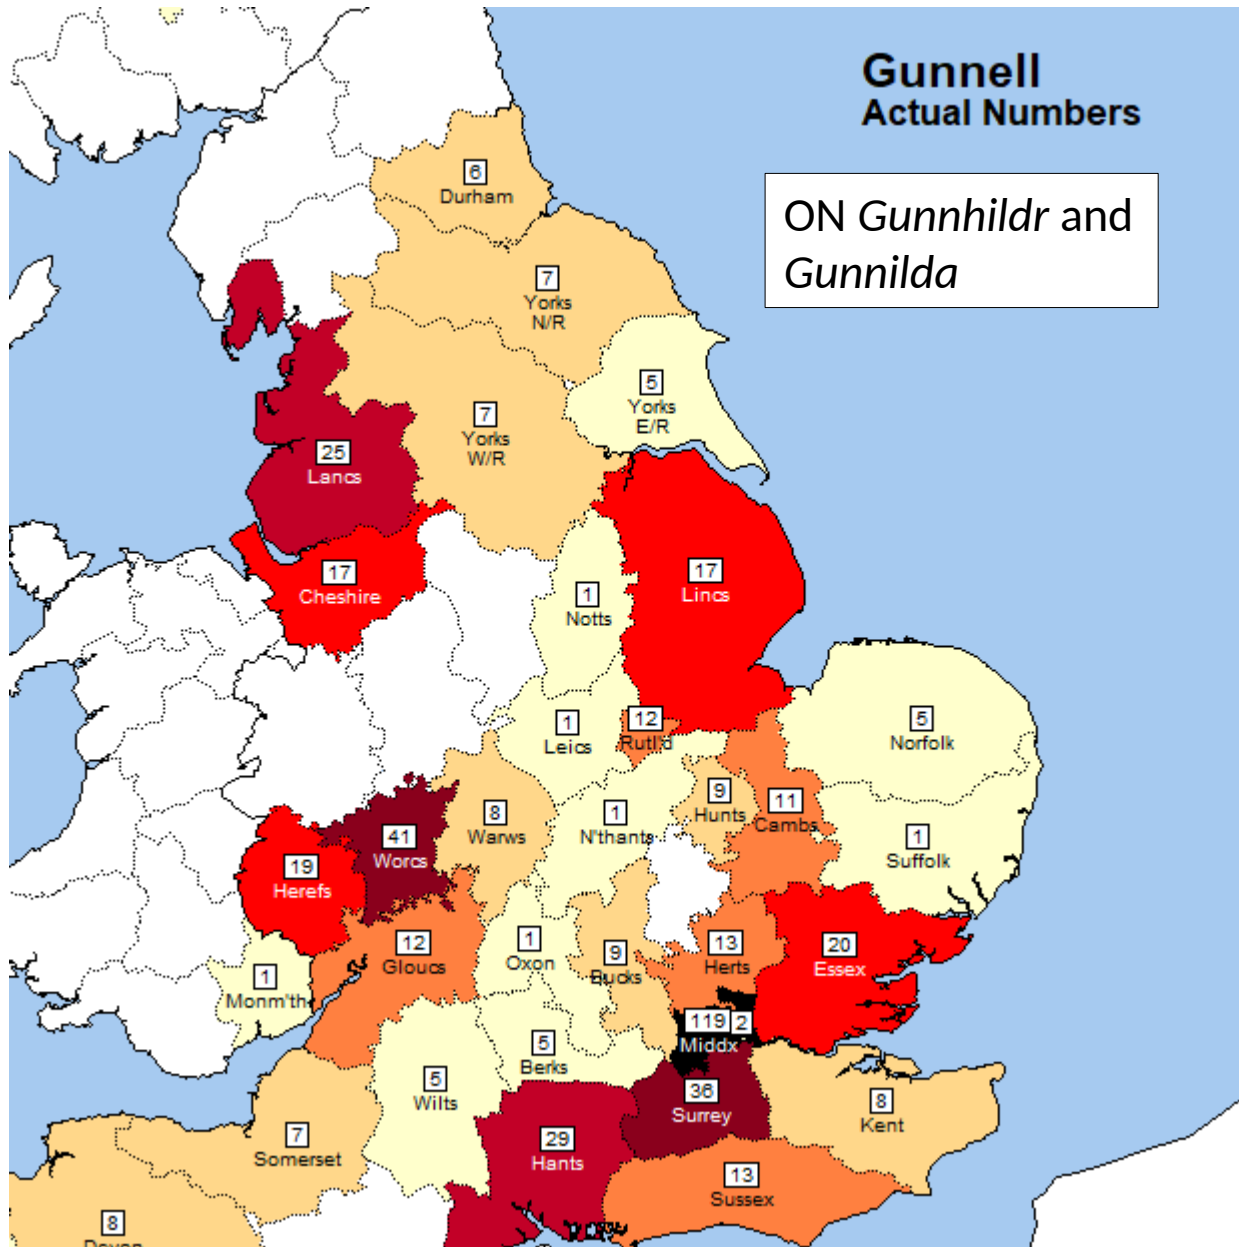 Gunnell
Actual Numbers
ON Gunnhildr and
Gunnilda
6
Durham
7
Yorks
N/R
5
Yorks
E/R
7
Yorks
W/R
25
Lancs
17
Cheshire
17
Lincs
1
Notts
12
Rutl'd
1
Leics
5
Norfolk
9
Hunts
11
Cambs
8
Warws
1
N'thants
41
Worcs
1
Suffolk
19
Herefs
12
Gloucs
1
Oxon
9
Bucks
13
Herts
20
Essex
1
Monm'th
119 2
Middx
5
Berks
5
Wilts
36
Surrey
8
Kent
7
Somerset
29
Hants
13
Sussex
8
Devon